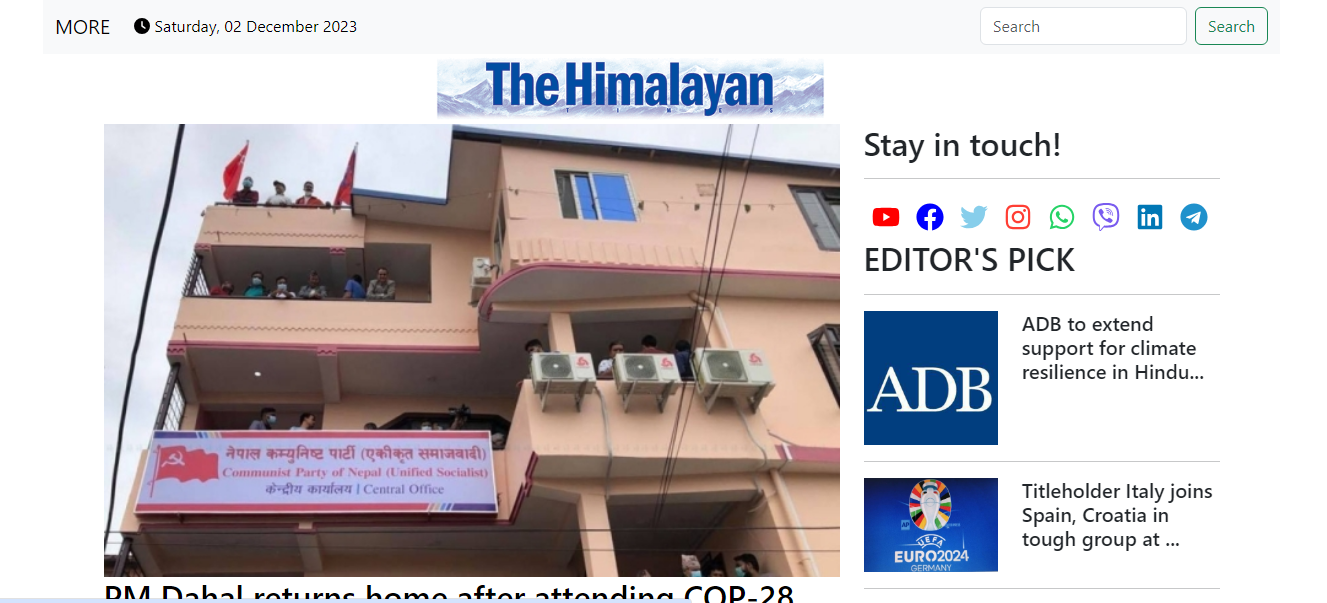 MORE
Saturday, 02 December 2023
Search
Search
The Himalayan
TIMES
नेपाल कम्युनिष्ट पार्टी (एकीकृत समाजवादी)
Communist Party of Nepal (Unified Socialist)
केन्द्रीय कार्यालय | Central Office
PM Dahal returns home after attending COP-28
Stay in touch!
EDITOR'S PICK
ADB
ADB to extend
support for climate
resilience in Hindu...
AP
UEFA
EURO2024
GERMANY
Titleholder Italy joins
Spain, Croatia in
tough group at ...